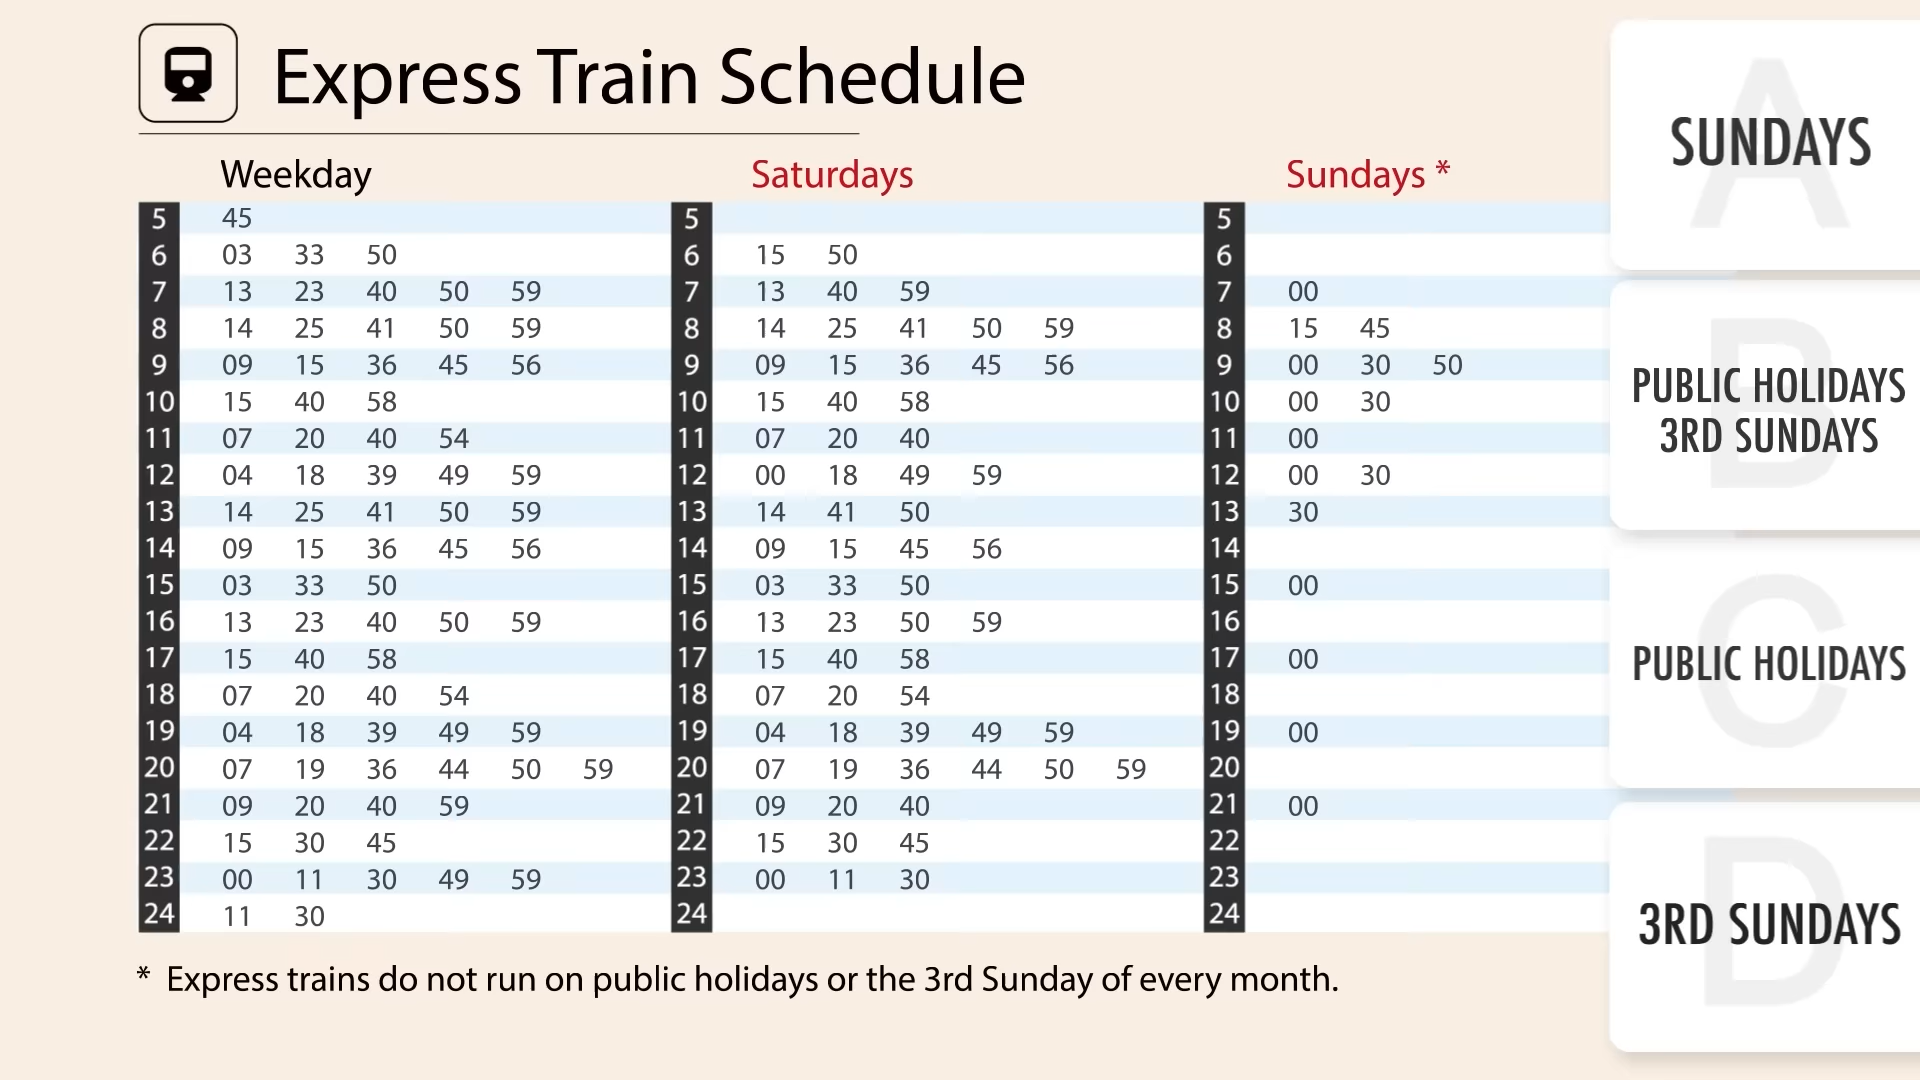 Express Train Schedule
Weekday Saturdays Sundays *
5 45 5 5
6 03 33 50 6 15 50 6
7 13 23 40 50 59 7 13 40 59 7 00
8 14 25 41 50 59 8 14 25 41 50 59 8 15 45
9 09 15 36 45 56 9 09 15 36 45 56 9 00 30 50
10 15 40 58 10 15 40 58 10 00 30
11 07 20 40 54 11 07 20 40 11 00
12 04 18 39 49 59 12 00 18 49 59 12 00 30
13 14 25 41 50 59 13 14 41 50 13 30
14 09 15 36 45 56 14 09 15 45 56 14
15 03 33 50 15 03 33 50 15 00
16 13 23 40 50 59 16 13 23 50 59 16
17 15 40 58 17 15 40 58 17 00
18 07 20 40 54 18 07 20 54 18
19 04 18 39 49 59 19 04 18 39 49 59 19 00
20 07 19 36 44 50 59 20 07 19 36 44 50 59 20
21 09 20 40 59 21 09 20 40 21 00
22 15 30 45 22 15 30 45 22
23 00 11 30 49 59 23 00 11 30 23
24 11 30 24 24
* Express trains do not run on public holidays or the 3rd Sunday of every month.
A
SUNDAYS
B
PUBLIC HOLIDAYS
3RD SUNDAYS
C
PUBLIC HOLIDAYS
D
3RD SUNDAYS